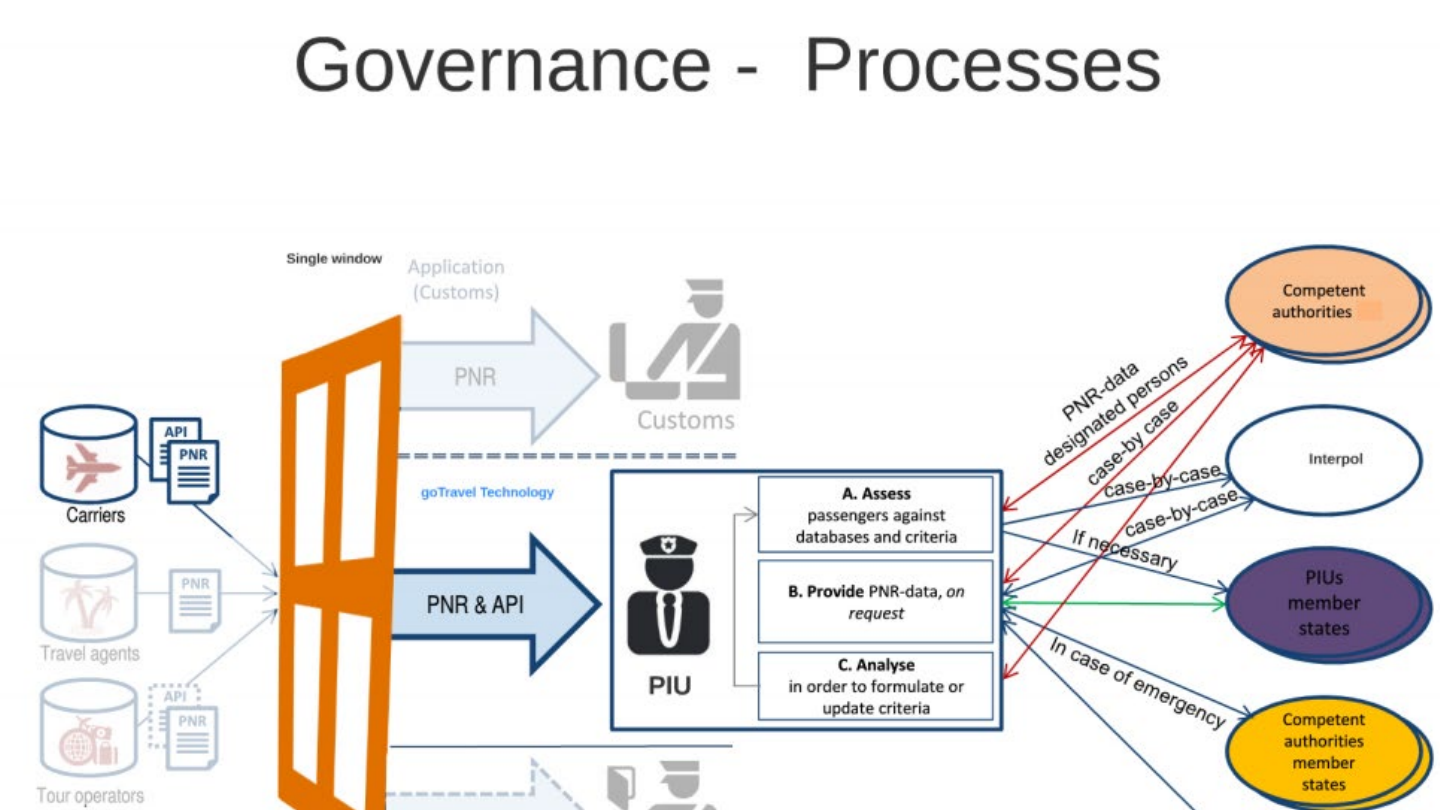 Governance -  Processes
Single window
Application
(Customs)
PNR
Customs
API
PNR
Carriers
goTravel Technology
PNR
Travel agents
PNR & API
API
PNR
Tour operators
PIU
A. Assess
passengers against
databases and criteria
B. Provide PNR-data, on
request
C. Analyse
in order to formulate or
update criteria
PNR-data
designated persons
case-by case
case-by-case
case-by-case
If necessary
In case of emergency
Competent
authorities
Interpol
PIUs
member
states
Competent
authorities
member
states